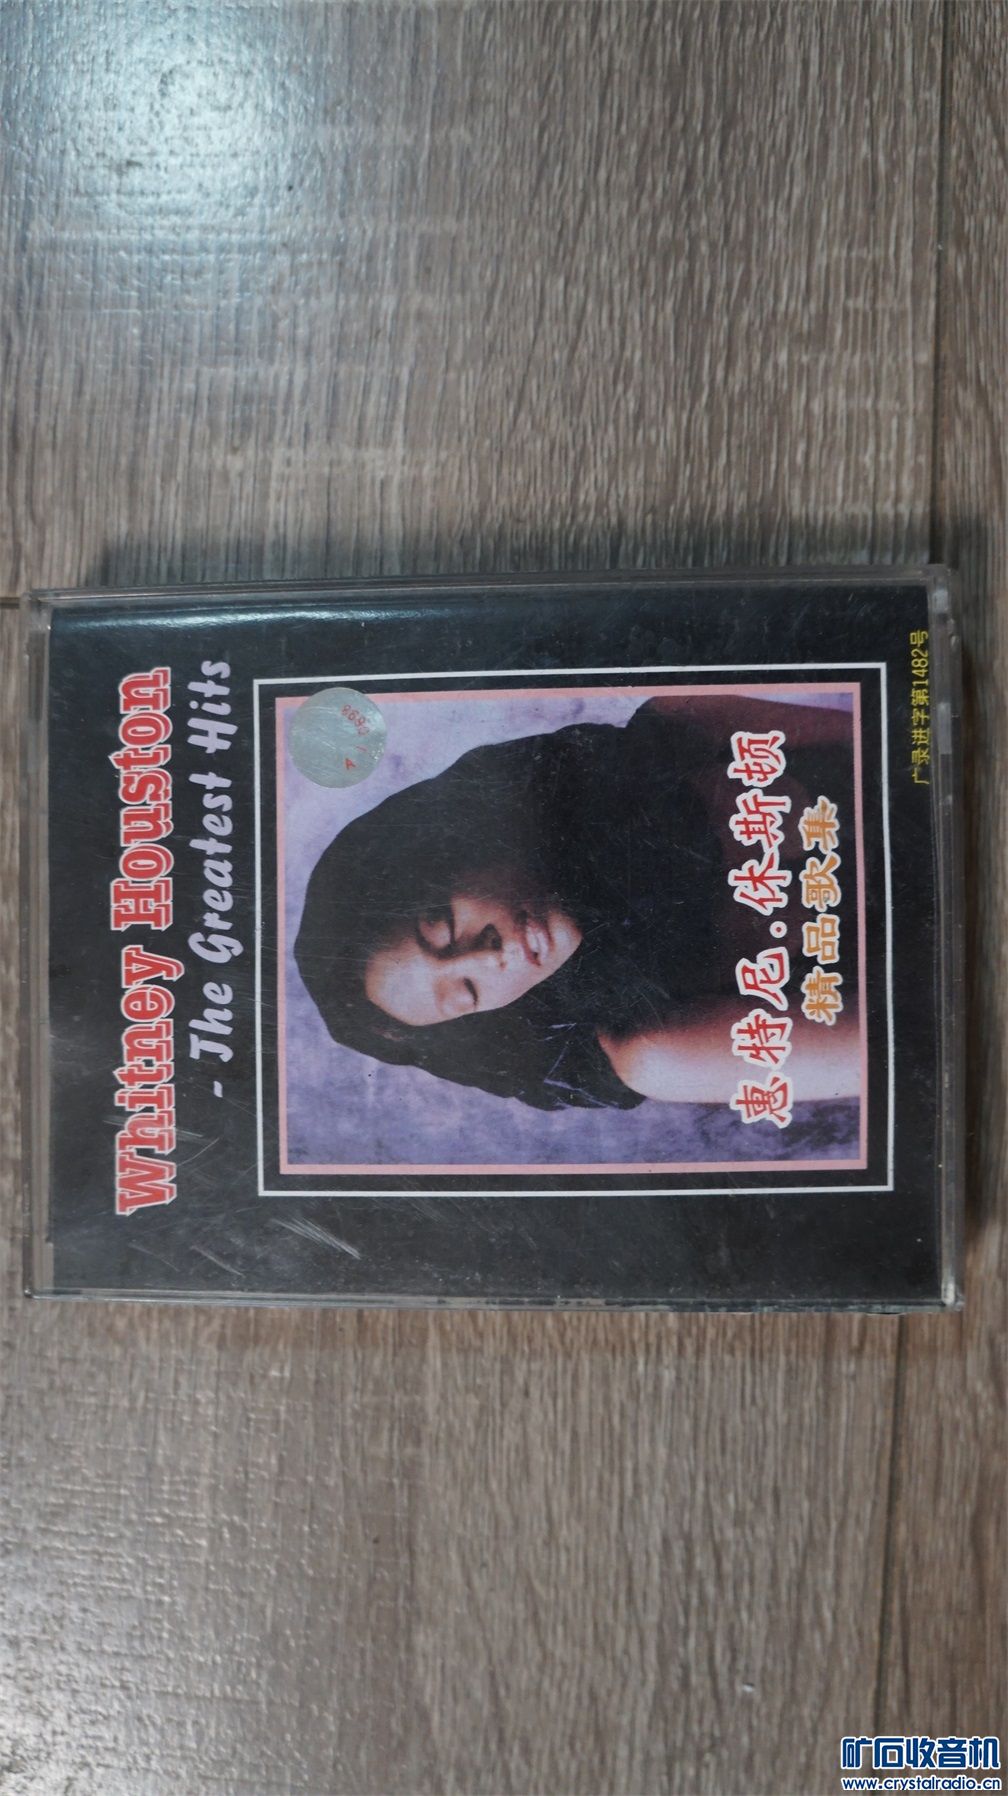 Whitney Houston
- The Greatest Hits
惠特尼·休斯顿
精品歌集
广录进字第1482号
矿石收音机
www.crystalradio.cn